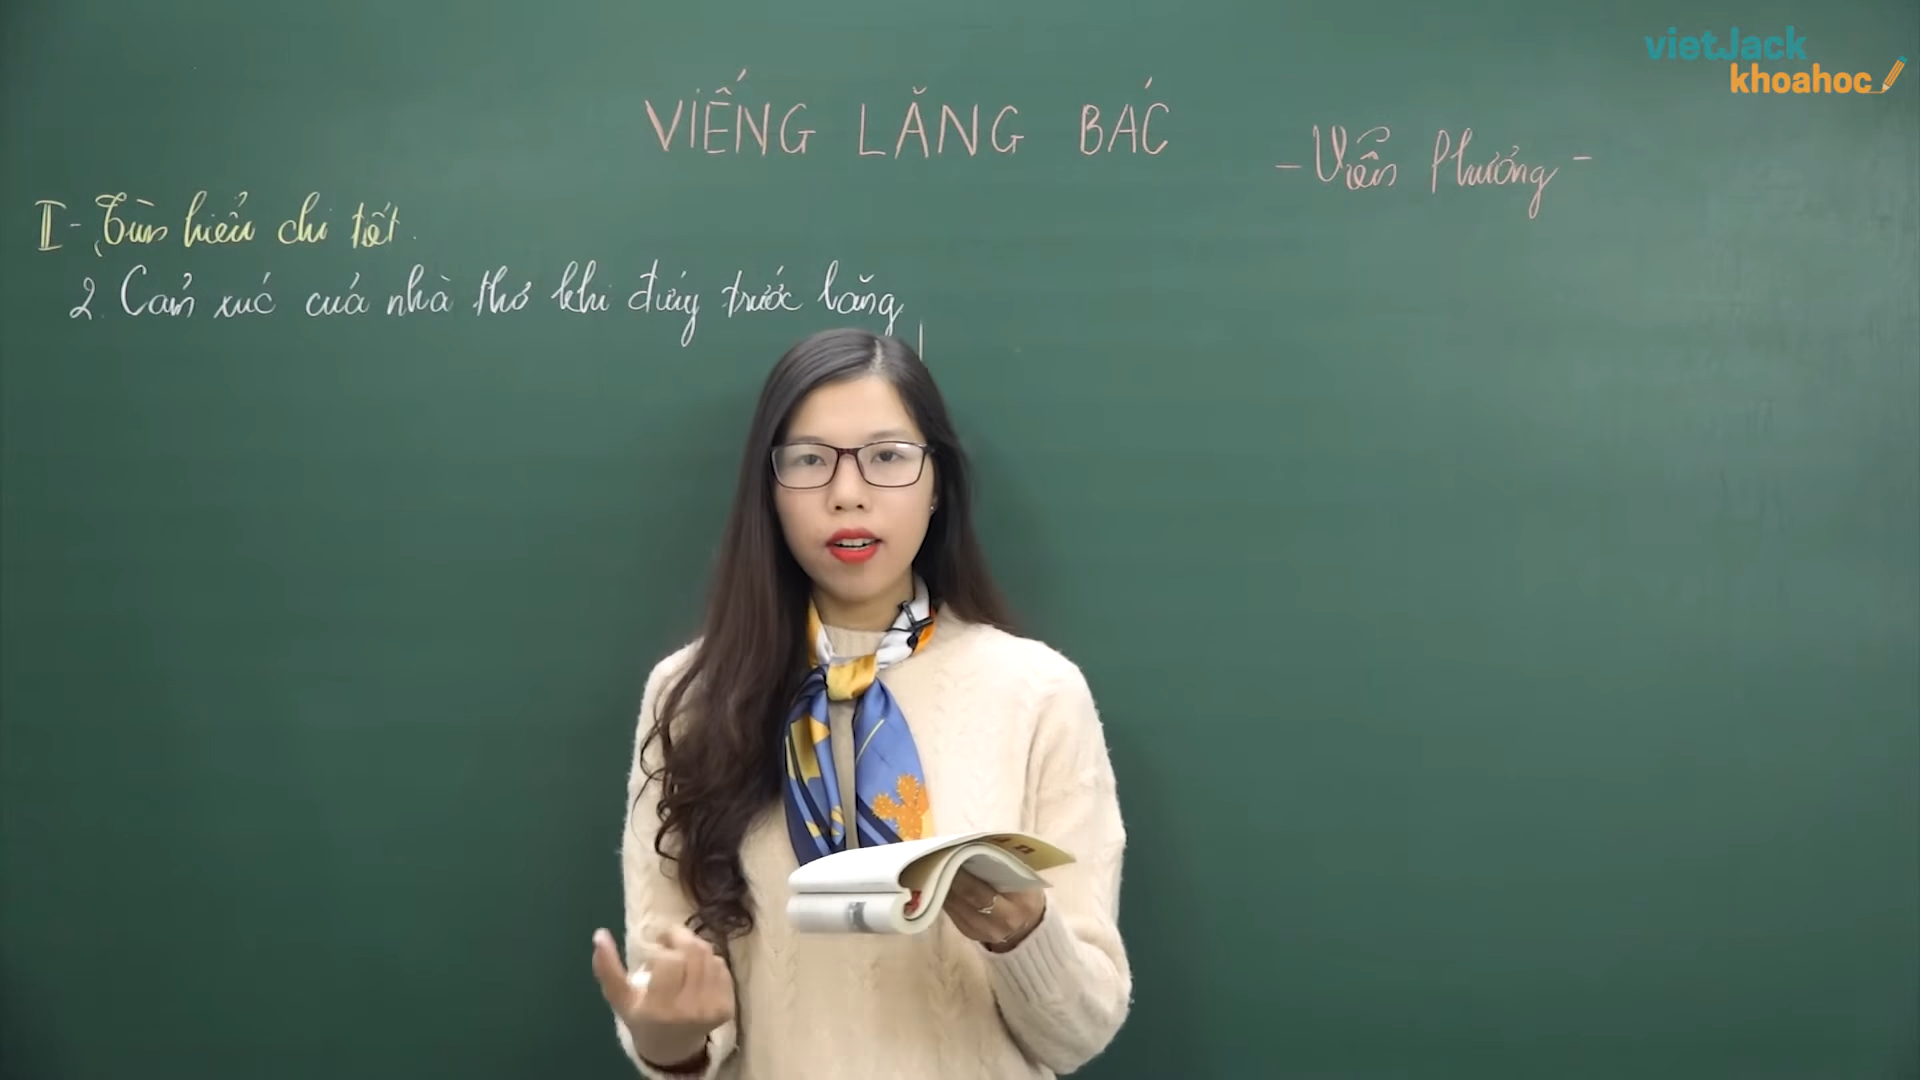 vietJack
khoahoc
VIẾNG LĂNG BÁC
- Viễn Phương -
II - Tìm hiểu chi tiết.
2. Cảm xúc của nhà thơ khi đứng trước lăng